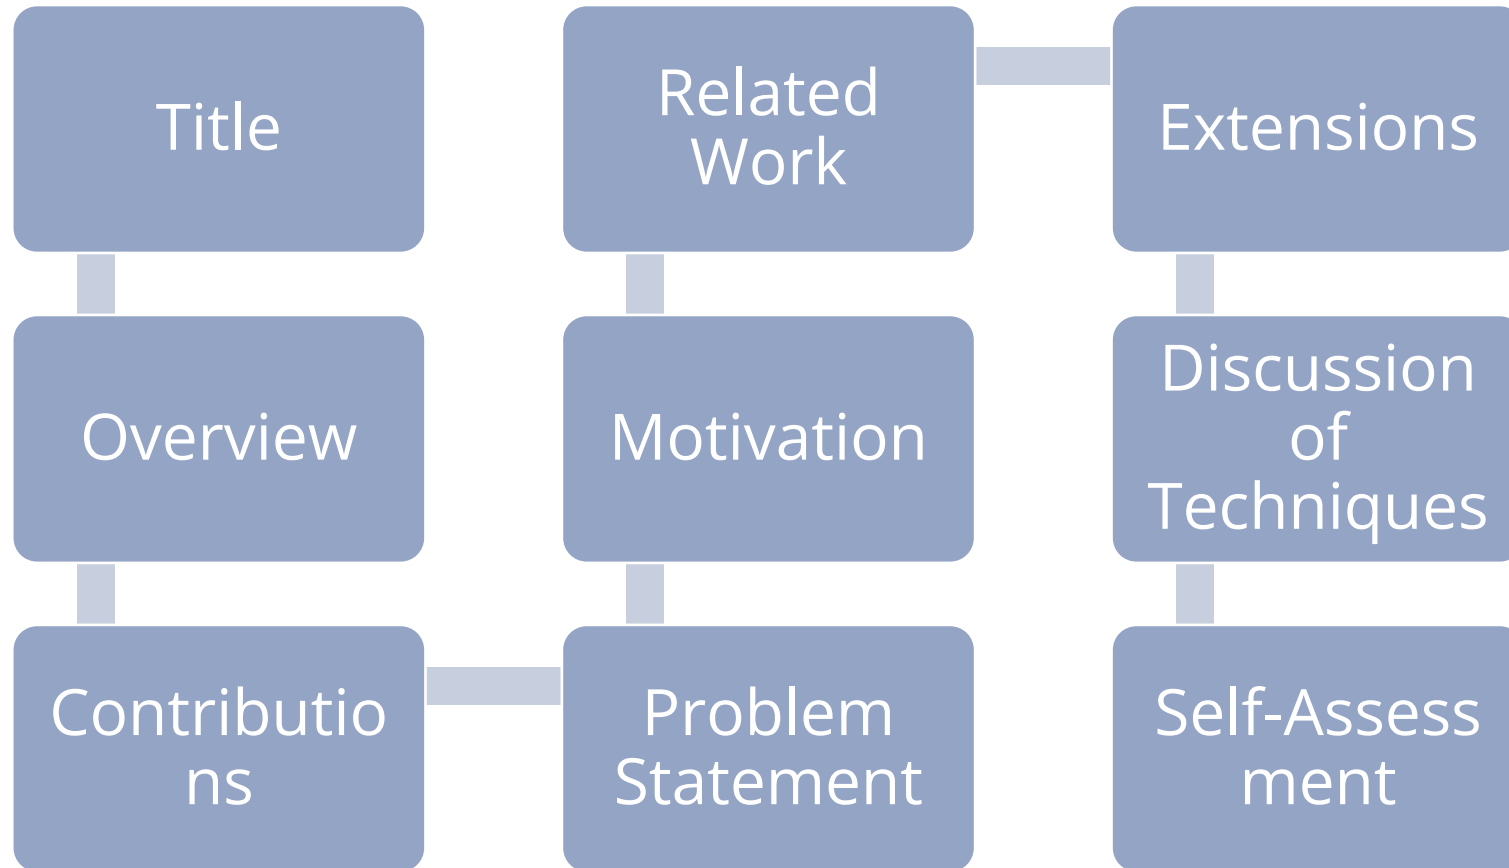 Title
Overview
Contributio
ns
Problem
Statement
Motivation
Related
Work
Extensions
Discussion
of
Techniques
Self-Assess
ment